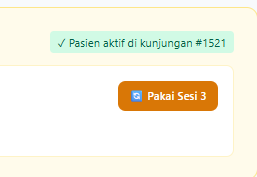 ✓ Pasien aktif di kunjungan #1521
Pakai Sesi 3